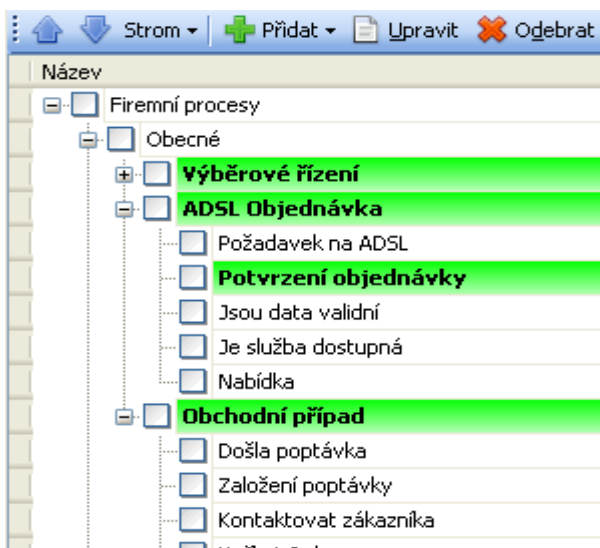 Strom Přidat Upravit Odebrat
Název
Firemní procesy
Obecné
Výběrové řízení
ADSL Objednávka
Požadavek na ADSL
Potvrzení objednávky
Jsou data validní
Je služba dostupná
Nabídka
Obchodní případ
Došla poptávka
Založení poptávky
Kontaktovat zákazníka